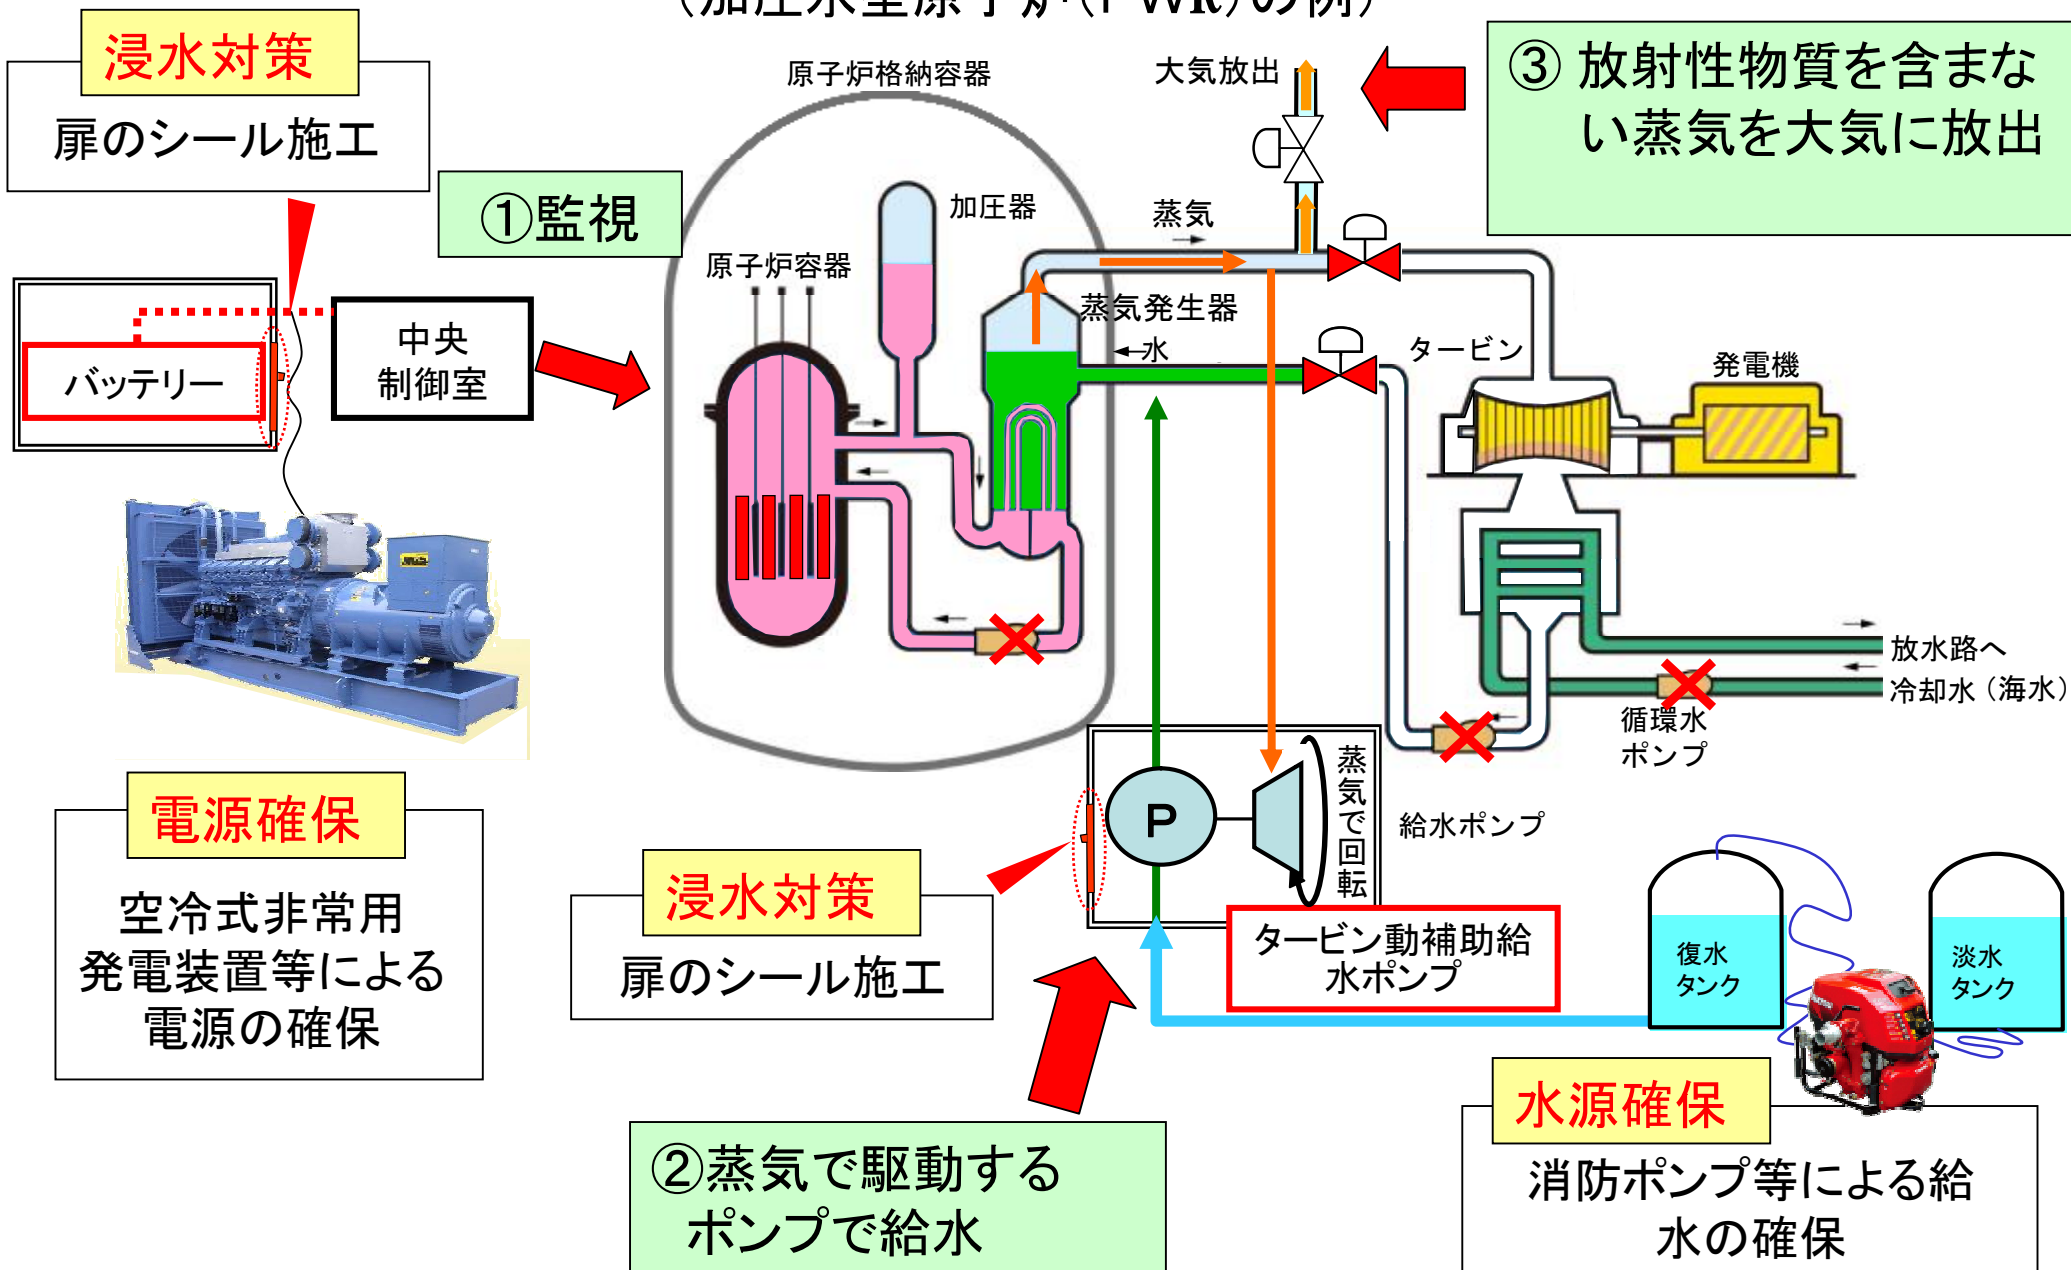 (加圧水型原子炉(PWR)の例)
浸水対策
扉のシール施工
①監視
原子炉格納容器
大気放出
③ 放射性物質を含まな
い蒸気を大気に放出
加圧器
蒸気
原子炉容器
蒸気発生器
水
バッテリー
中央
制御室
タービン
発電機
放水路へ
冷却水(海水)
循環水
ポンプ
電源確保
空冷式非常用
発電装置等による
電源の確保
P
蒸気で回転
給水ポンプ
浸水対策
扉のシール施工
タービン動補助給
水ポンプ
復水
タンク
淡水
タンク
②蒸気で駆動する
ポンプで給水
水源確保
消防ポンプ等による給
水の確保